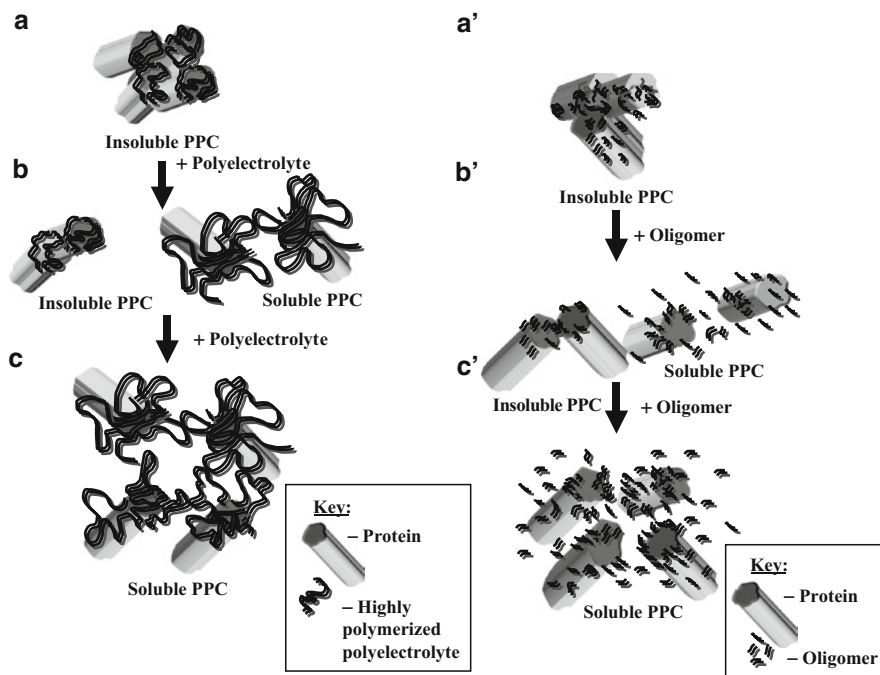 a
Insoluble PPC
+ Polyelectrolyte
b
Insoluble PPC
Soluble PPC
+ Polyelectrolyte
c
Soluble PPC
Key:
– Protein
– Highly
polymerized
polyelectrolyte
a'
Insoluble PPC
b'
+ Oligomer
Soluble PPC
Insoluble PPC
c'
+ Oligomer
Soluble PPC
Key:
– Protein
– Oligomer